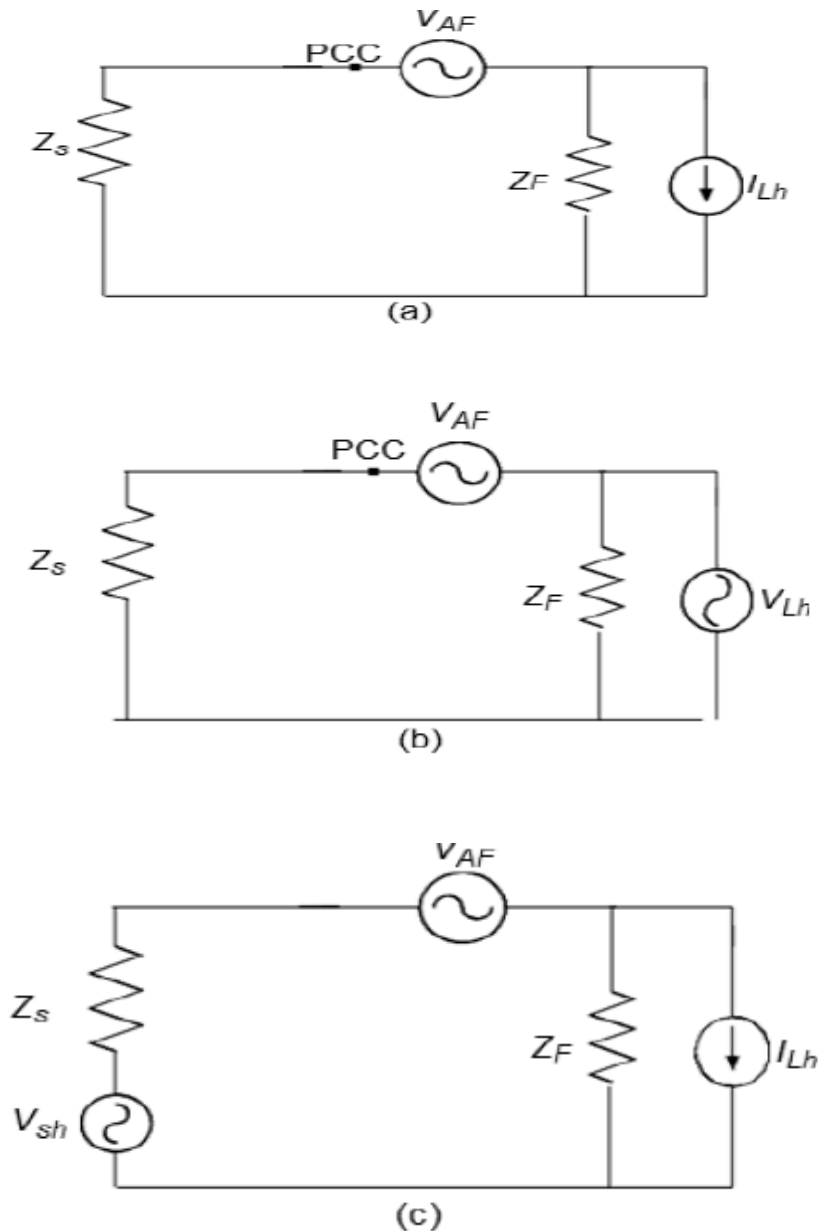 V_AF
PCC
Z_s
Z_F
I_Lh
(a)
V_AF
PCC
Z_s
Z_F
V_Lh
(b)
V_AF
Z_s
Z_F
I_Lh
V_sh
(c)